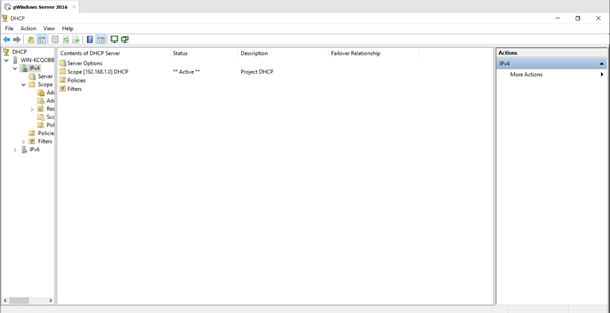 pWindows Server 2016
DHCP
File Action View Help
DHCP
WIN-KCQOBB
IPv4
Server
Scope
Ad
Ad
Res
Sco
Pol
Policie
Filters
IPv6
Contents of DHCP Server Status Description Failover Relationship
Server Options
Scope [192.168.1.0] DHCP ** Active ** Project DHCP
Policies
Filters
Actions
IPv4
More Actions